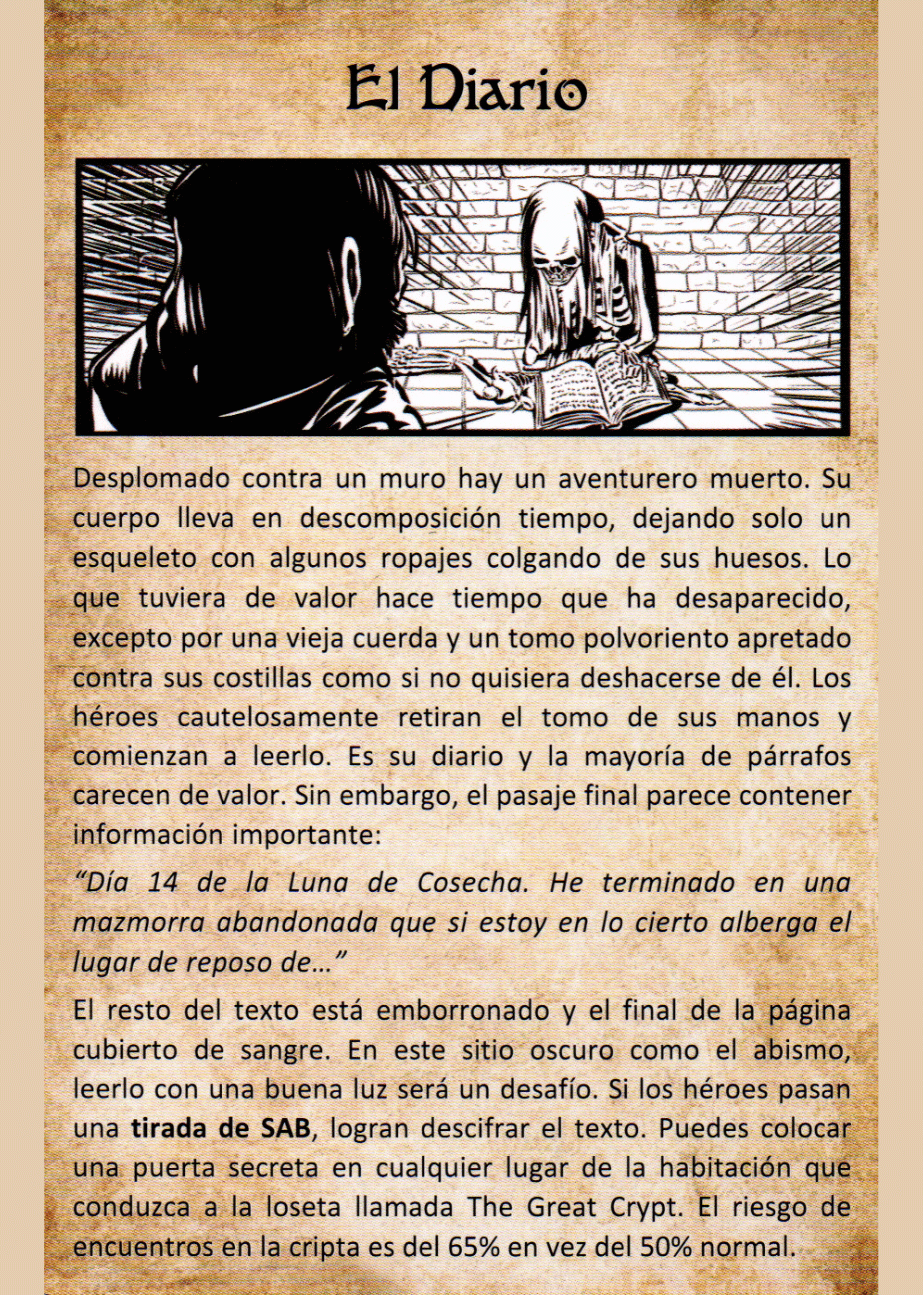 El Diario
Desplomado contra un muro hay un aventurero muerto. Su
cuerpo lleva en descomposición tiempo, dejando solo un
esqueleto con algunos ropajes colgando de sus huesos. Lo
que tuviera de valor hace tiempo que ha desaparecido,
excepto por una vieja cuerda y un tomo polvoriento apretado
contra sus costillas como si no quisiera deshacerse de él. Los
héroes cautelosamente retiran el tomo de sus manos y
comienzan a leerlo. Es su diario y la mayoría de párrafos
carecen de valor. Sin embargo, el pasaje final parece contener
información importante:
“Día 14 de la Luna de Cosecha. He terminado en una
mazmorra abandonada que si estoy en lo cierto alberga el
lugar de reposo de...”
El resto del texto está emborronado y el final de la página
cubierto de sangre. En este sitio oscuro como el abismo,
leerlo con una buena luz será un desafío. Si los héroes pasan
una tirada de SAB, logran descifrar el texto. Puedes colocar
una puerta secreta en cualquier lugar de la habitación que
conduzca a la loseta llamada The Great Crypt. El riesgo de
encuentros en la cripta es del 65% en vez del 50% normal.